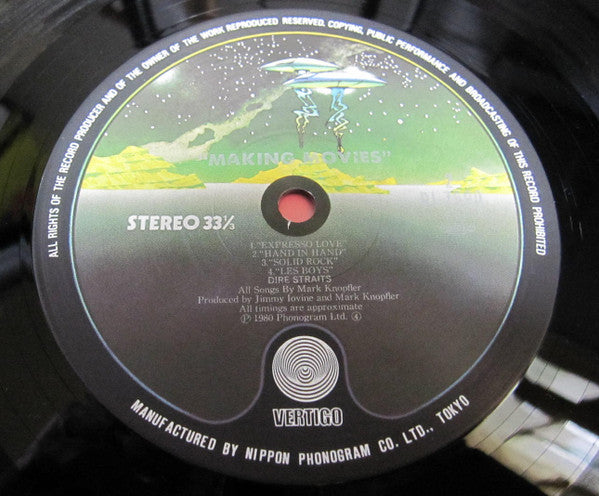 ALL RIGHTS OF THE RECORD PRODUCER AND OF THE OWNER OF THE WORK REPRODUCED RESERVED. COPYING, PUBLIC PERFORMANCE AND BROADCASTING OF THIS RECORD PROHIBITED
"MAKING MOVIES"
STEREO 33⅓
1. "EXPRESSO LOVE"
2. "HAND IN HAND"
3. "SOLID ROCK"
4. "LES BOYS"
DIRE STRAITS
All Songs By Mark Knopfler
Produced by Jimmy Iovine and Mark Knopfler
All timings are approximate
Ⓟ 1980 Phonogram Ltd. ④
VERTIGO
MANUFACTURED BY NIPPON PHONOGRAM CO. LTD., TOKYO